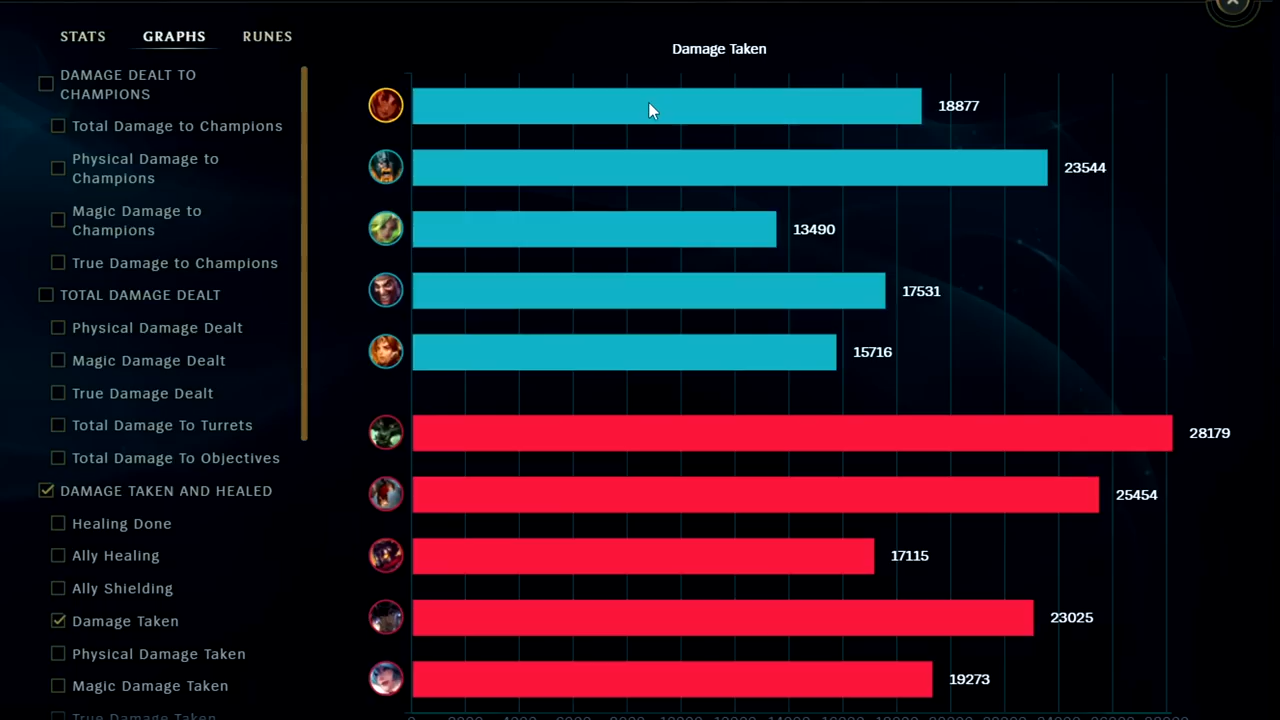 STATS GRAPHS RUNES
Damage Taken
DAMAGE DEALT TO
CHAMPIONS
Total Damage to Champions
Physical Damage to
Champions
Magic Damage to
Champions
True Damage to Champions
TOTAL DAMAGE DEALT
Physical Damage Dealt
Magic Damage Dealt
True Damage Dealt
Total Damage To Turrets
Total Damage To Objectives
DAMAGE TAKEN AND HEALED
Healing Done
Ally Healing
Ally Shielding
Damage Taken
Physical Damage Taken
Magic Damage Taken
True Damage Taken
18877
23544
13490
17531
15716
28179
25454
17115
23025
19273